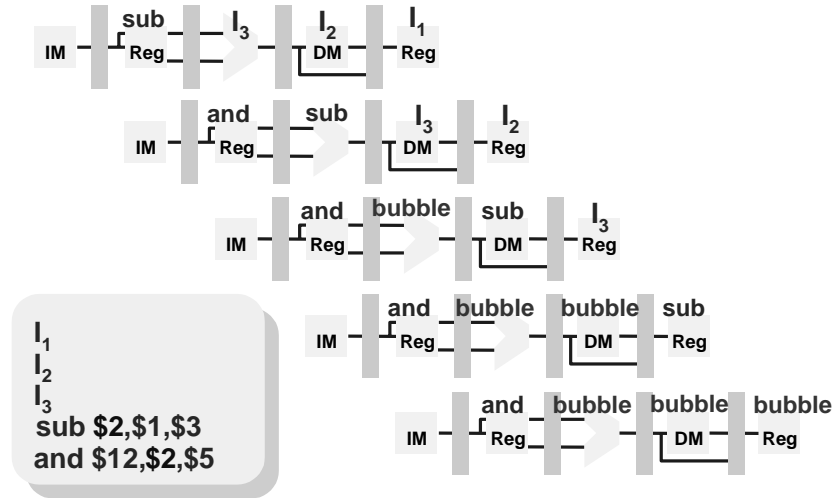 sub I₃ I₂ I₁
IM Reg DM Reg
and sub I₃ I₂
IM Reg DM Reg
and bubble sub I₃
IM Reg DM Reg
and bubble bubble sub
IM Reg DM Reg
and bubble bubble bubble
IM Reg DM Reg
I₁
I₂
I₃
sub $2,$1,$3
and $12,$2,$5